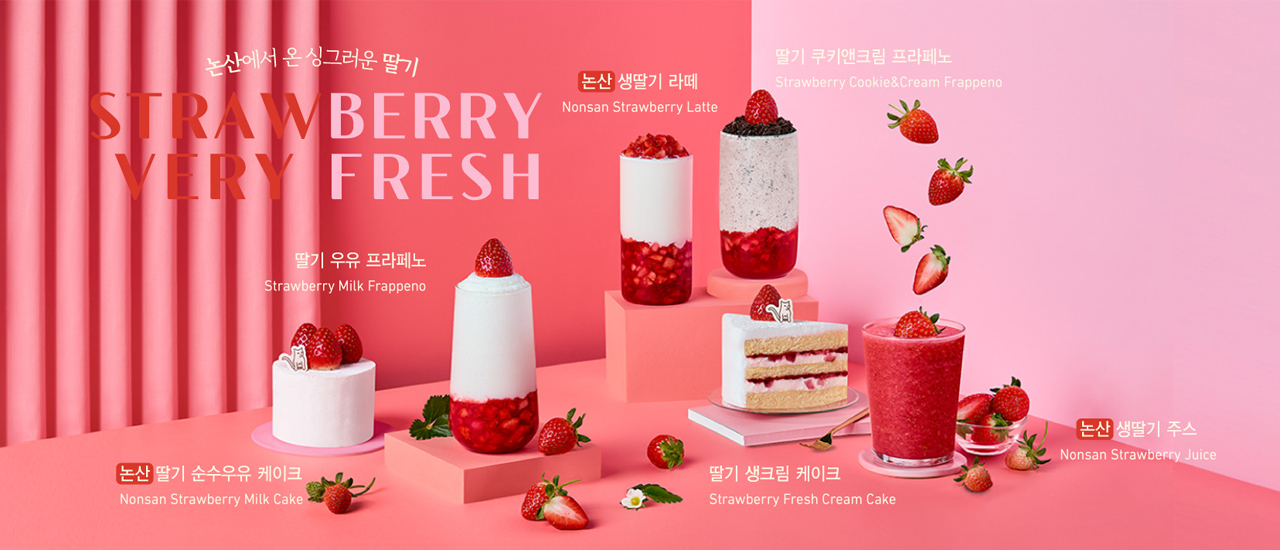 논산에서 온 싱그러운 딸기
STRAWBERRY
VERY FRESH
논산 생딸기 라떼
Nonsan Strawberry Latte
딸기 쿠키앤크림 프라페노
Strawberry Cookie&Cream Frappeno
딸기 우유 프라페노
Strawberry Milk Frappeno
논산 딸기 순수우유 케이크
Nonsan Strawberry Milk Cake
딸기 생크림 케이크
Strawberry Fresh Cream Cake
논산 생딸기 주스
Nonsan Strawberry Juice